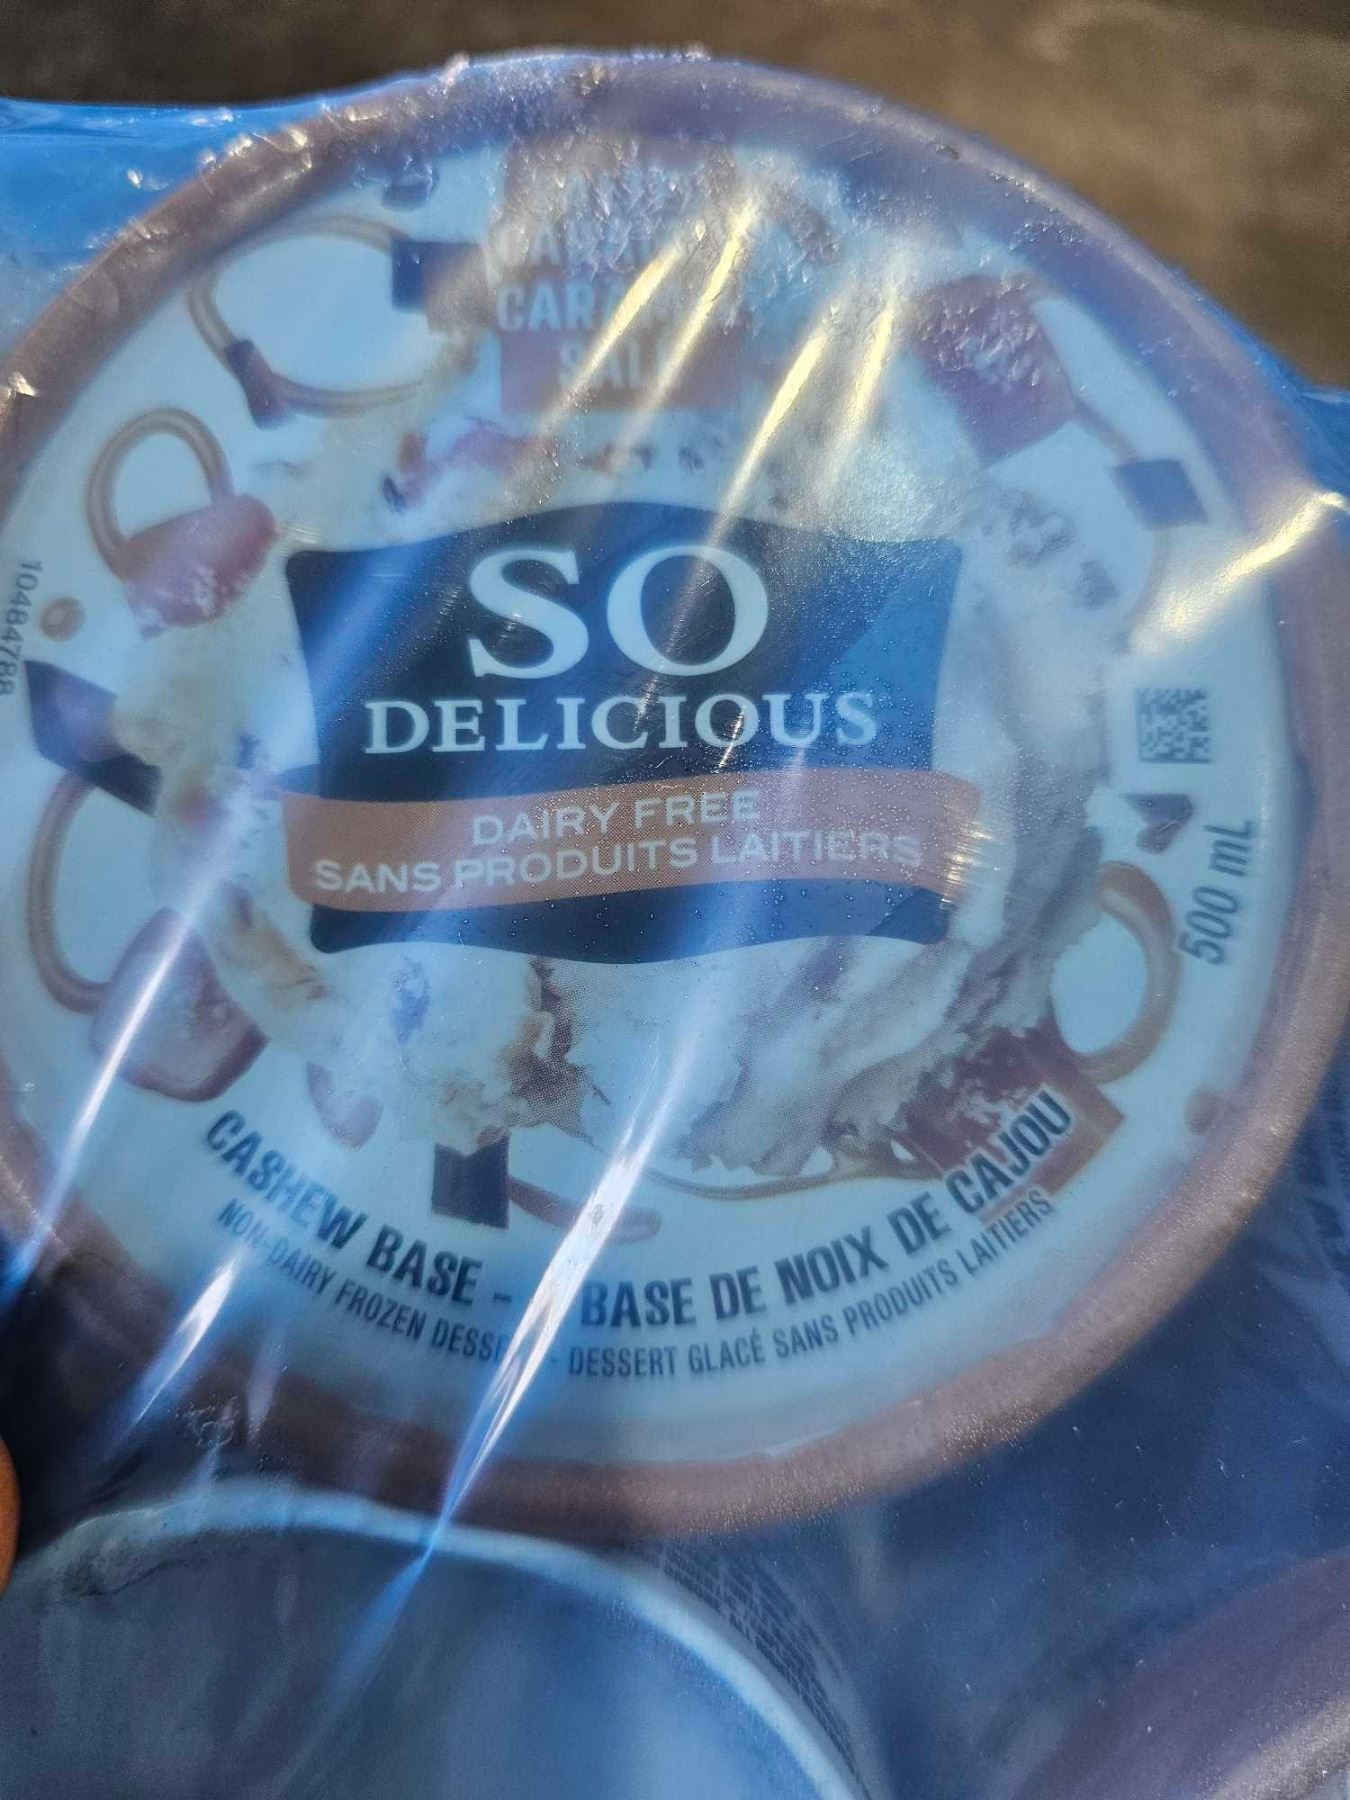 SO
DELICIOUS
DAIRY FREE
SANS PRODUITS LAITIERS
10484788
500 mL
CASHEW BASE - BASE DE NOIX DE CAJOU
NON-DAIRY FROZEN - DESSERT GLACÉ SANS PRODUITS LAITIERS